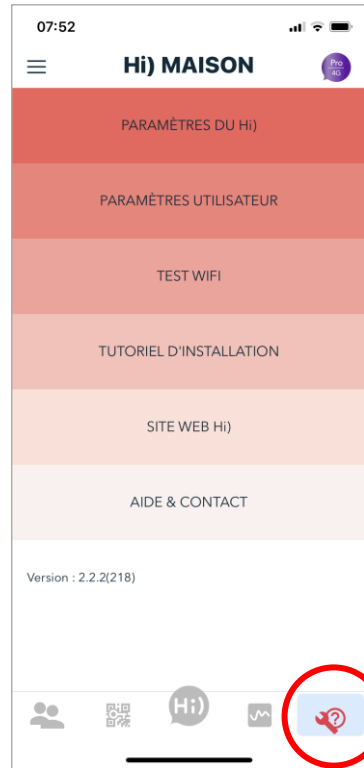 07:52
Hi) MAISON
Pro
4G
PARAMÈTRES DU Hi)
PARAMÈTRES UTILISATEUR
TEST WIFI
TUTORIEL D'INSTALLATION
SITE WEB Hi)
AIDE & CONTACT
Version : 2.2.2(218)
Hi)
?